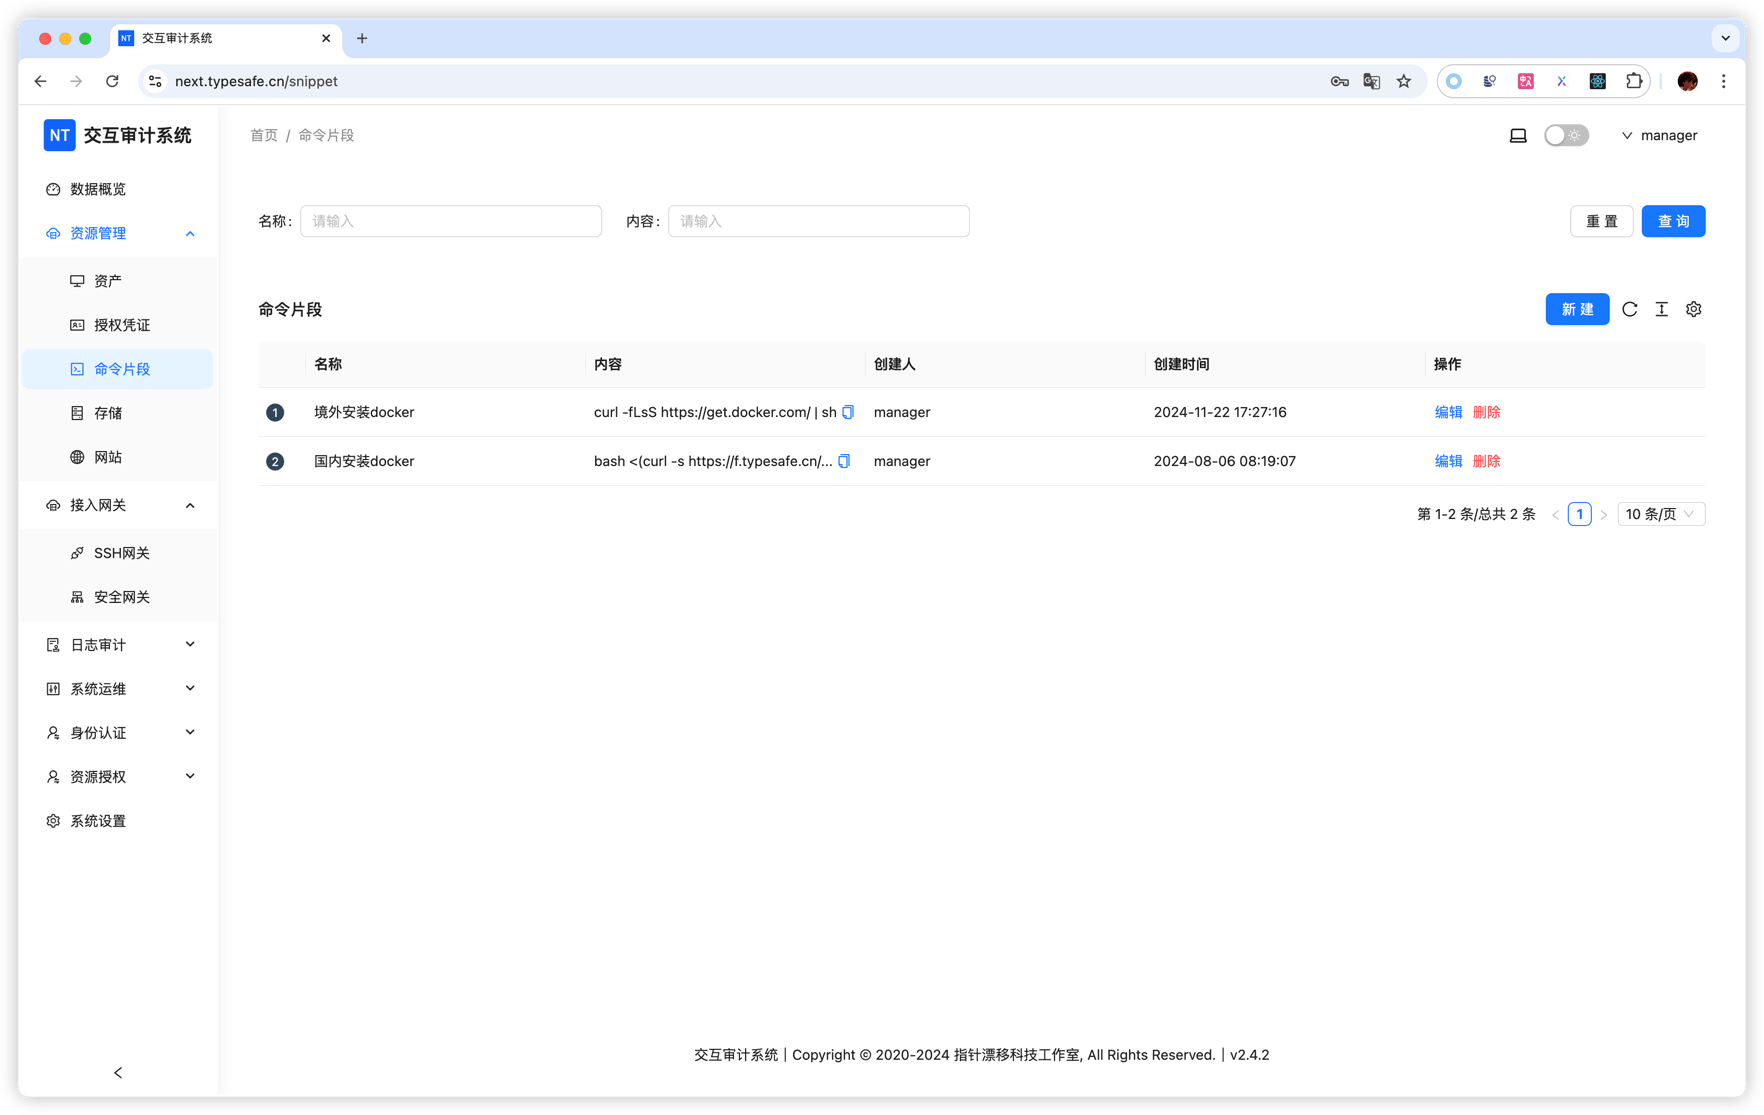 NT 交互审计系统
next.typesafe.cn/snippet
NT 交互审计系统
首页 / 命令片段
manager
数据概览
资源管理
资产
授权凭证
命令片段
存储
网站
接入网关
SSH网关
安全网关
日志审计
系统运维
身份认证
资源授权
系统设置
名称: 请输入 内容: 请输入 重 置 查 询
命令片段 新 建
名称 内容 创建人 创建时间 操作
1 境外安装docker curl -fLsS https://get.docker.com/ | sh manager 2024-11-22 17:27:16 编辑 删除
2 国内安装docker bash <(curl -s https://f.typesafe.cn/... manager 2024-08-06 08:19:07 编辑 删除
第 1-2 条/总共 2 条 < 1 > 10 条/页
交互审计系统 | Copyright © 2020-2024 指针漂移科技工作室, All Rights Reserved. | v2.4.2